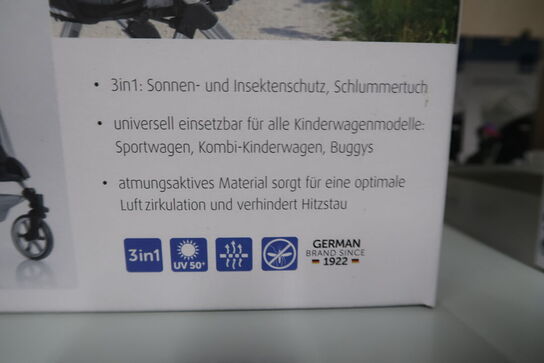 • 3in1: Sonnen- und Insektenschutz, Schlummertuch
• universell einsetzbar für alle Kinderwagenmodelle:
Sportwagen, Kombi-Kinderwagen, Buggys
• atmungsaktives Material sorgt für eine optimale
Luftzirkulation und verhindert Hitzstau
3in1
UV 50+
GERMAN
BRAND SINCE
1922